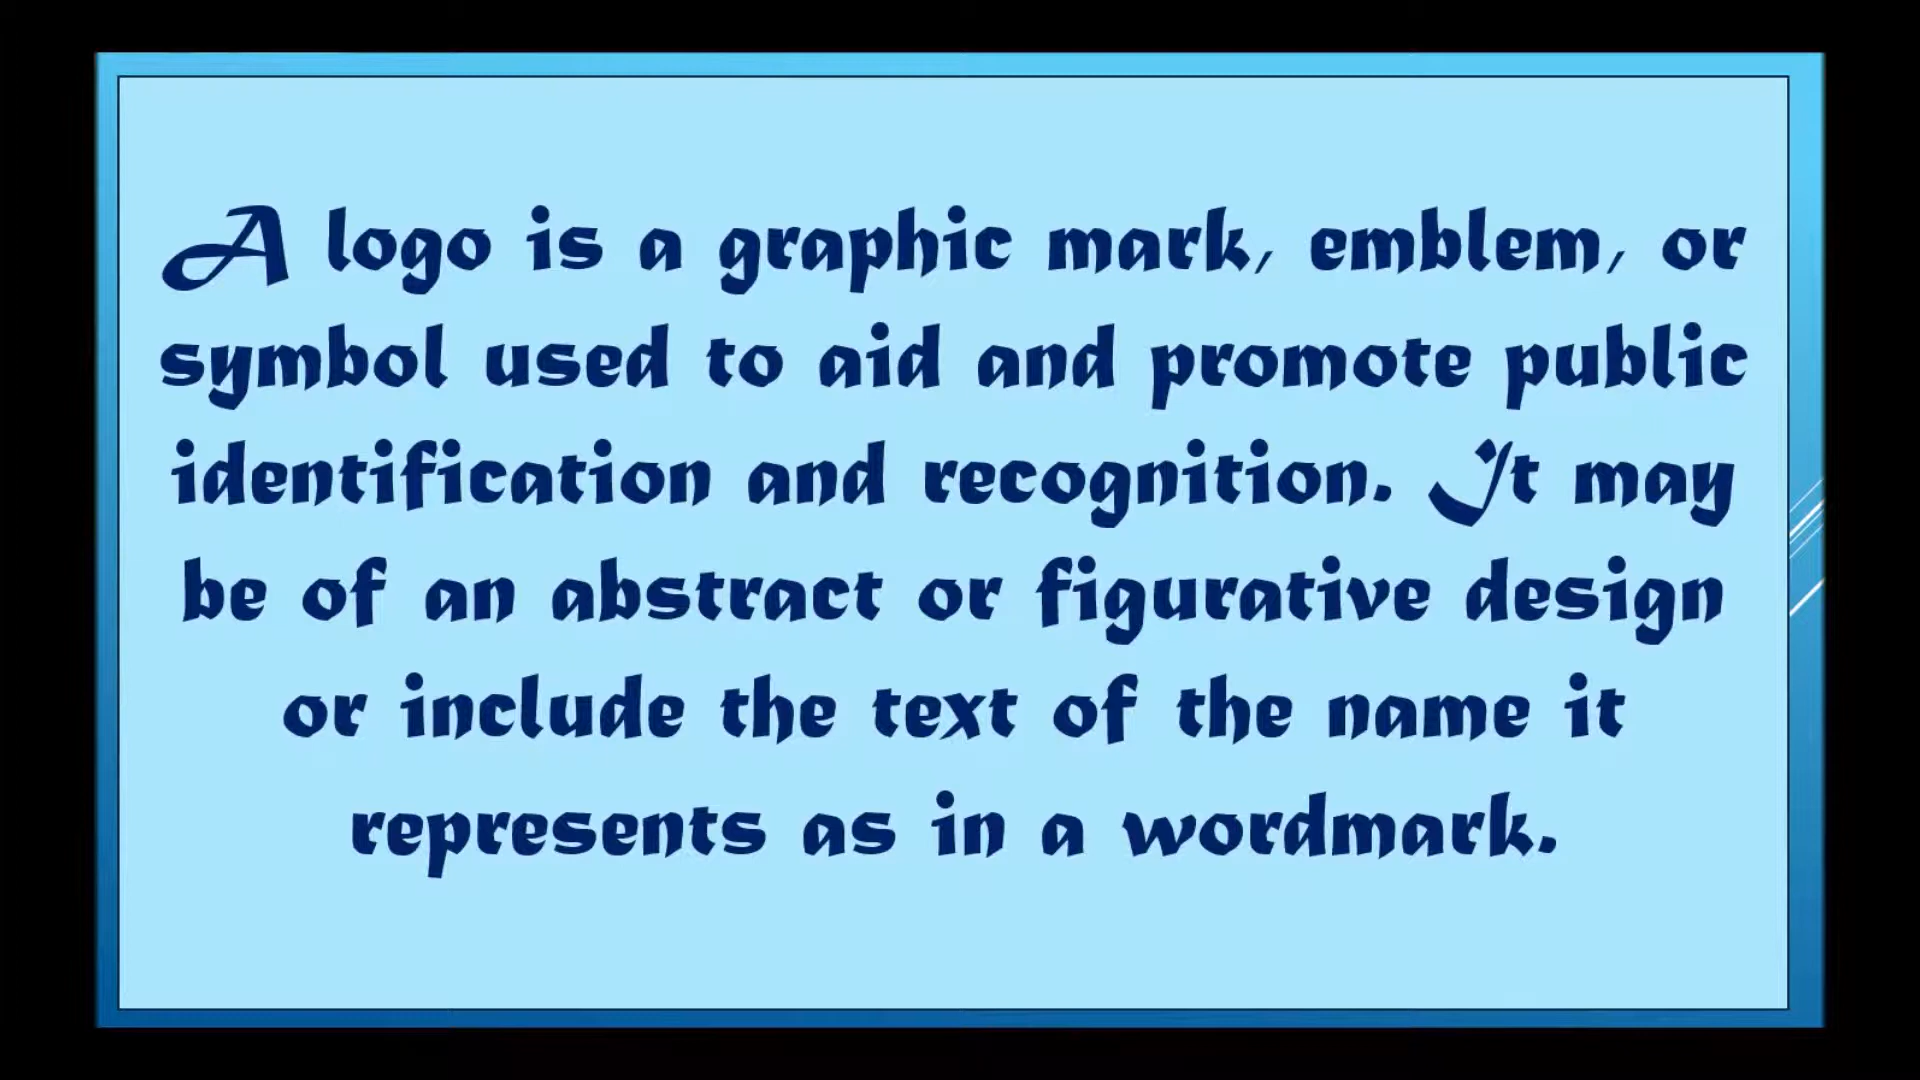 A logo is a graphic mark, emblem, or
symbol used to aid and promote public
identification and recognition. It may
be of an abstract or figurative design
or include the text of the name it
represents as in a wordmark.